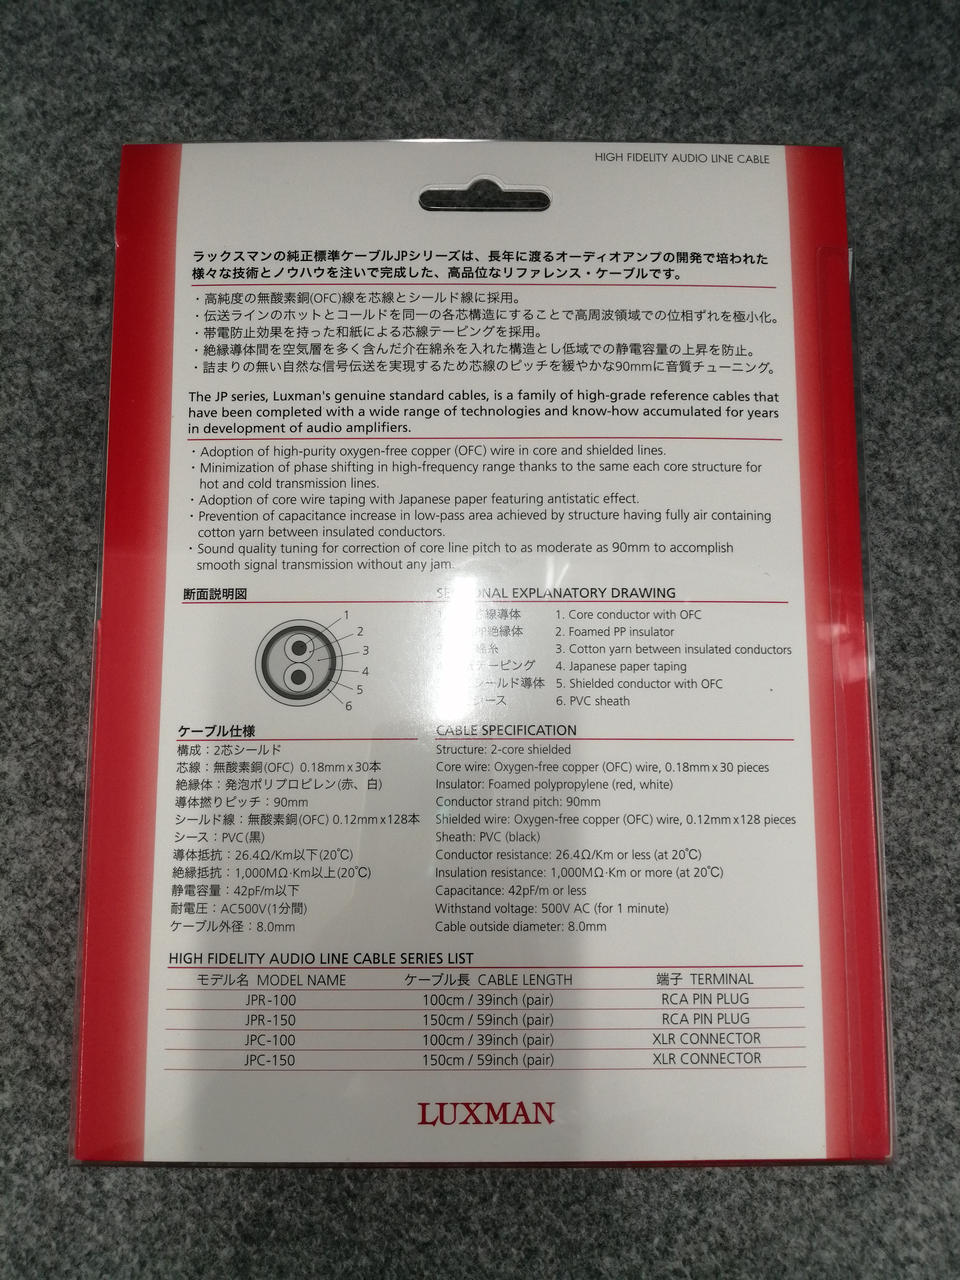 HIGH FIDELITY AUDIO LINE CABLE
ラックスマンの純正標準ケーブルJPシリーズは、長年に渡るオーディオアンプの開発で培われた
様々な技術とノウハウを注いで完成した、高品位なリファレンス・ケーブルです。
・高純度の無酸素銅(OFC)線を芯線とシールド線に採用。
・伝送ラインのホットとコールドを同一の各芯構造にすることで高周波領域での位相ずれを極小化。
・帯電防止効果を持った和紙による芯線テーピングを採用。
・絶縁導体間を空気層を多く含んだ介在綿糸を入れた構造とし低域での静電容量の上昇を防止。
・詰まりの無い自然な信号伝送を実現するため芯線のピッチを緩やかな90mmに音質チューニング。
The JP series, Luxman's genuine standard cables, is a family of high-grade reference cables that
have been completed with a wide range of technologies and know-how accumulated for years
in development of audio amplifiers.
・Adoption of high-purity oxygen-free copper (OFC) wire in core and shielded lines.
・Minimization of phase shifting in high-frequency range thanks to the same each core structure for
hot and cold transmission lines.
・Adoption of core wire taping with Japanese paper featuring antistatic effect.
・Prevention of capacitance increase in low-pass area achieved by structure having fully air containing
cotton yarn between insulated conductors.
・Sound quality tuning for correction of core line pitch to as moderate as 90mm to accomplish
smooth signal transmission without any jam.
断面説明図 EXPLANATORY DRAWING
1
2
3
4
5
6
線導体 1. Core conductor with OFC
絶縁体 2. Foamed PP insulator
綿糸 3. Cotton yarn between insulated conductors
テーピング 4. Japanese paper taping
シールド導体 5. Shielded conductor with OFC
シース 6. PVC sheath
ケーブル仕様
構成：2芯シールド
芯線：無酸素銅(OFC) 0.18mm x 30本
絶縁体：発泡ポリプロピレン(赤、白)
導体撚りピッチ：90mm
シールド線：無酸素銅(OFC) 0.12mm x 128本
シース：PVC(黒)
導体抵抗：26.4Ω/Km以下(20℃)
絶縁抵抗：1,000MΩ·Km以上(20℃)
静電容量：42pF/m以下
耐電圧：AC500V(1分間)
ケーブル外径：8.0mm
CABLE SPECIFICATION
Structure: 2-core shielded
Core wire: Oxygen-free copper (OFC) wire, 0.18mm x 30 pieces
Insulator: Foamed polypropylene (red, white)
Conductor strand pitch: 90mm
Shielded wire: Oxygen-free copper (OFC) wire, 0.12mm x 128 pieces
Sheath: PVC (black)
Conductor resistance: 26.4Ω/Km or less (at 20℃)
Insulation resistance: 1,000MΩ·Km or more (at 20℃)
Capacitance: 42pF/m or less
Withstand voltage: 500V AC (for 1 minute)
Cable outside diameter: 8.0mm
HIGH FIDELITY AUDIO LINE CABLE SERIES LIST
モデル名 MODEL NAME ケーブル長 CABLE LENGTH 端子 TERMINAL
JPR-100 100cm / 39inch (pair) RCA PIN PLUG
JPR-150 150cm / 59inch (pair) RCA PIN PLUG
JPC-100 100cm / 39inch (pair) XLR CONNECTOR
JPC-150 150cm / 59inch (pair) XLR CONNECTOR
LUXMAN